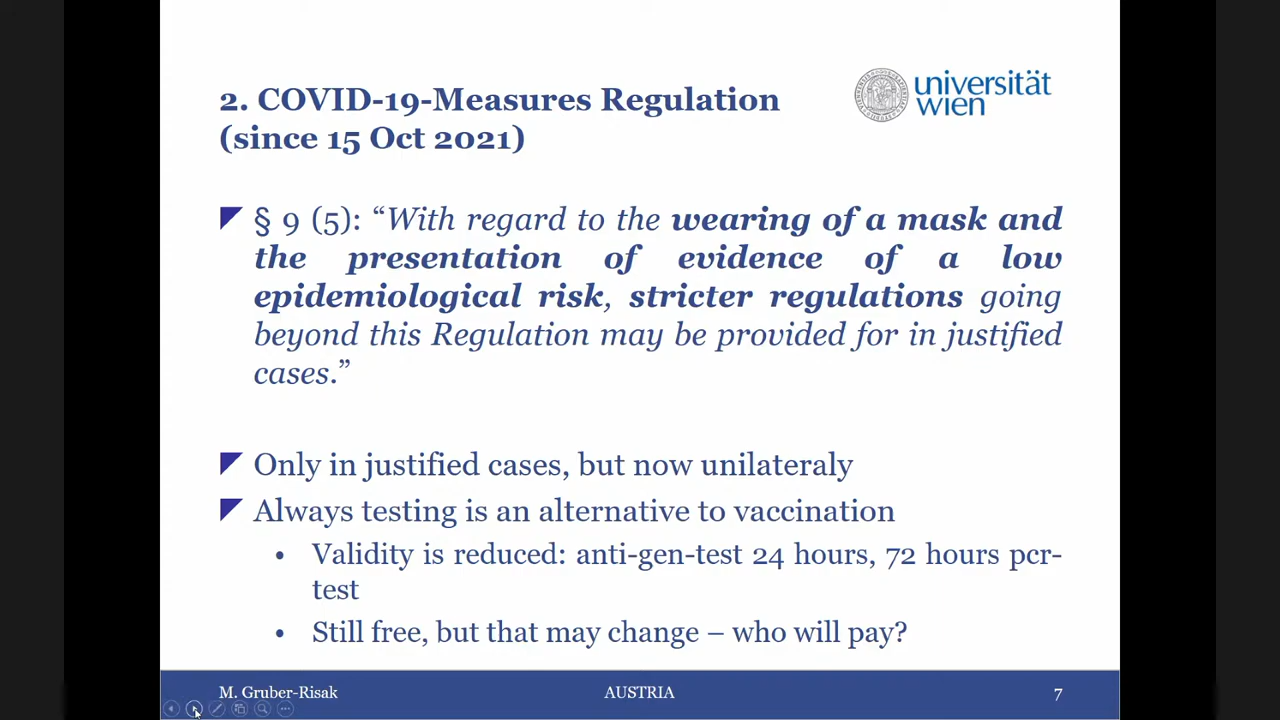 2. COVID-19-Measures Regulation
(since 15 Oct 2021)
universität
wien
§ 9 (5): “With regard to the wearing of a mask and
the presentation of evidence of a low
epidemiological risk, stricter regulations going
beyond this Regulation may be provided for in justified
cases.”
Only in justified cases, but now unilateraly
Always testing is an alternative to vaccination
• Validity is reduced: anti-gen-test 24 hours, 72 hours pcr-
test
• Still free, but that may change – who will pay?
M. Gruber-Risak
AUSTRIA
7